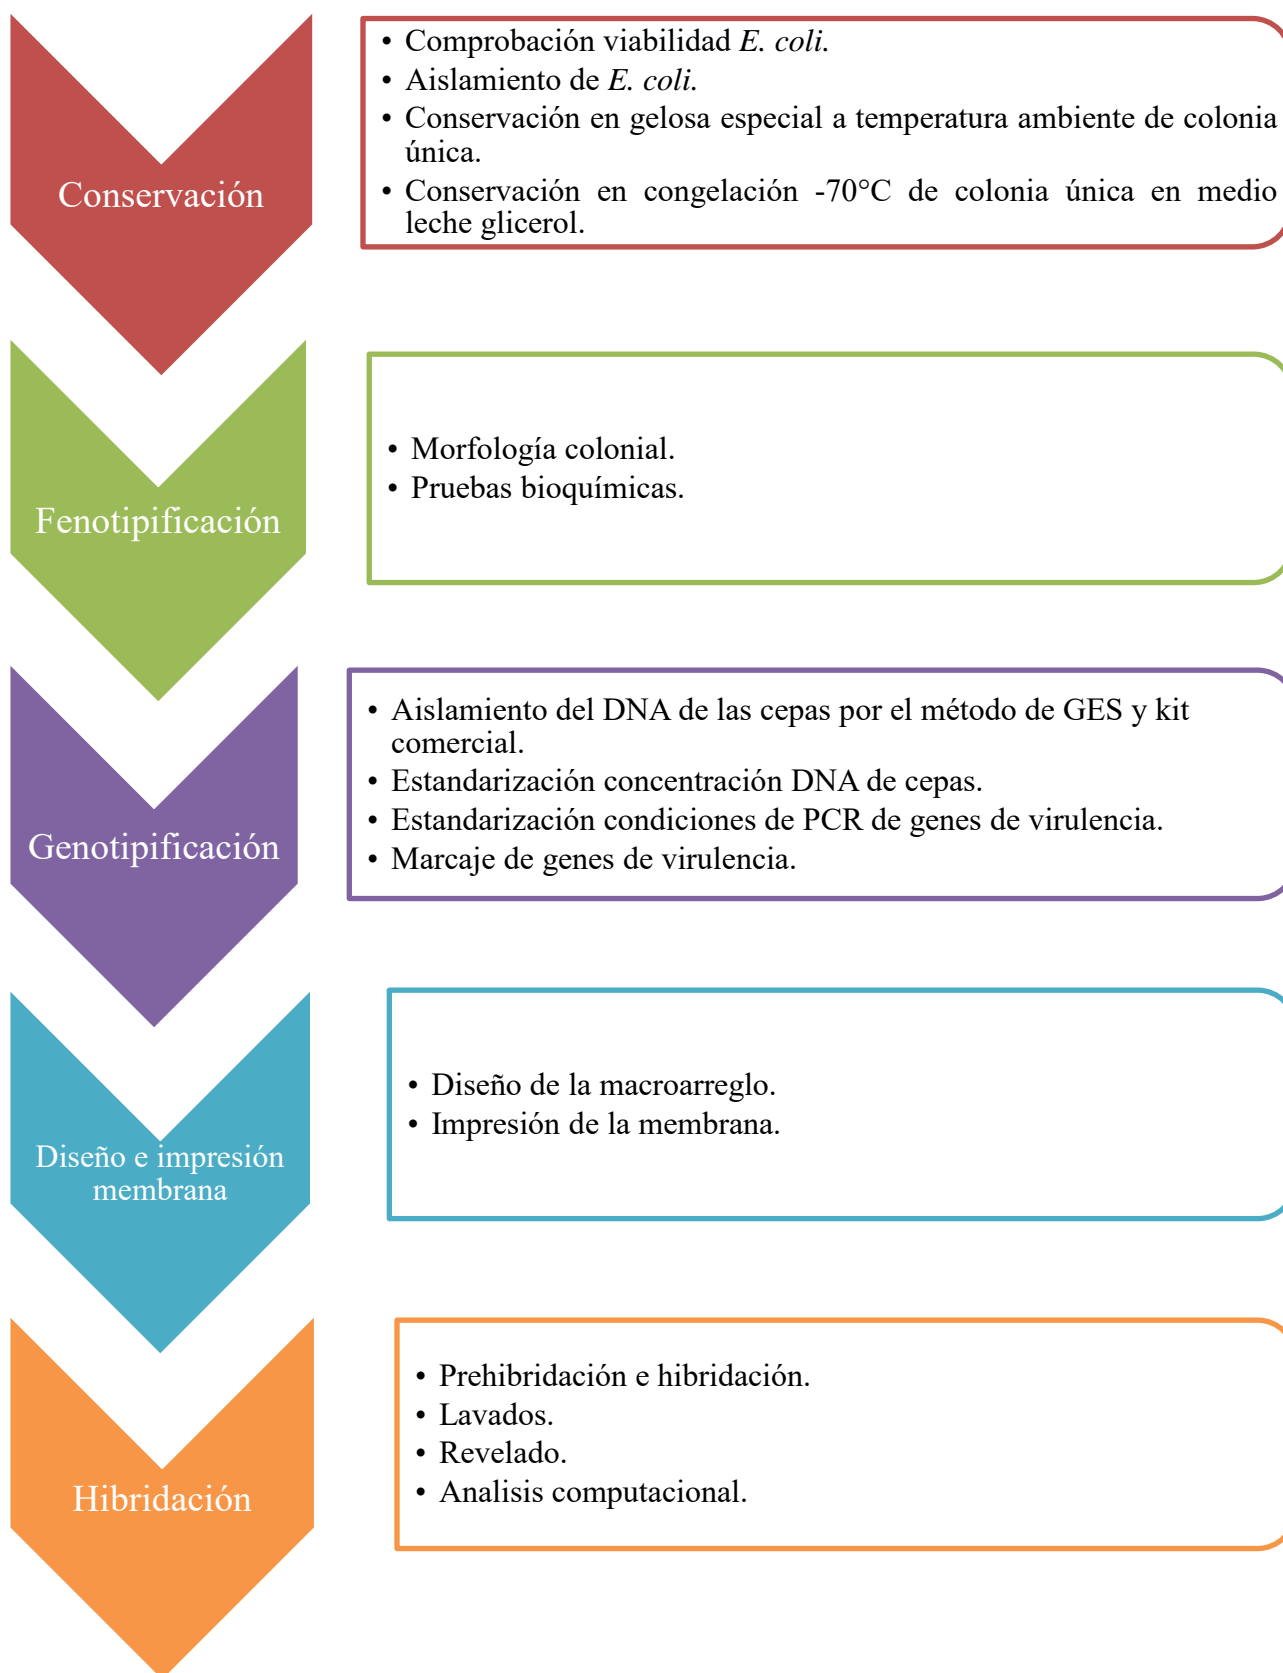 Conservación
• Comprobación viabilidad E. coli.
• Aislamiento de E. coli.
• Conservación en gelosa especial a temperatura ambiente de colonia
única.
• Conservación en congelación -70°C de colonia única en medio
leche glicerol.
Fenotipificación
• Morfología colonial.
• Pruebas bioquímicas.
Genotipificación
• Aislamiento del DNA de las cepas por el método de GES y kit
comercial.
• Estandarización concentración DNA de cepas.
• Estandarización condiciones de PCR de genes de virulencia.
• Marcaje de genes de virulencia.
Diseño e impresión
membrana
• Diseño de la macroarreglo.
• Impresión de la membrana.
Hibridación
• Prehibridación e hibridación.
• Lavados.
• Revelado.
• Analisis computacional.